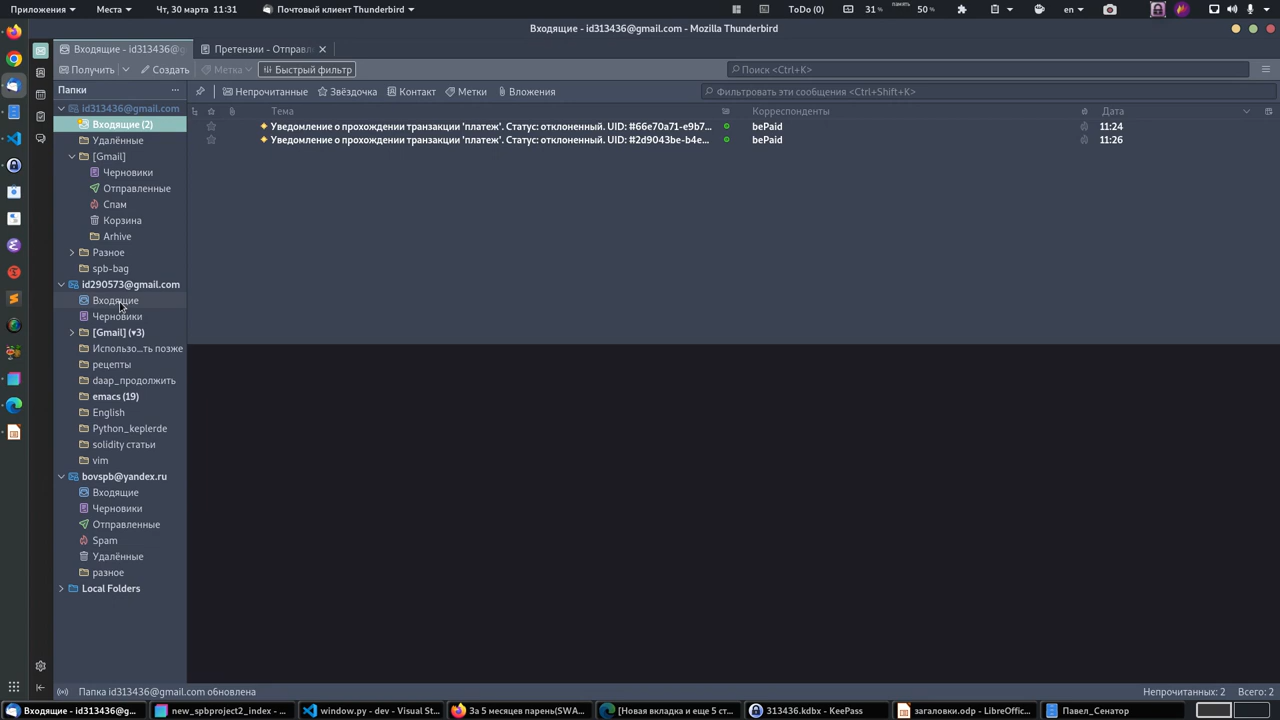 Приложения Места Чт, 30 марта 11:31 Почтовый клиент Thunderbird ToDo (0) 31 % память 50 % en
Входящие - id313436@gmail.com - Mozilla Thunderbird
Входящие - id313436@g Претензии - Отправл
Получить Создать Метка Быстрый фильтр Поиск <Ctrl+K>
Папки Непрочитанные Звёздочка Контакт Метки Вложения Фильтровать эти сообщения <Ctrl+Shift+K>
id313436@gmail.com Тема Корреспонденты Дата
Входящие (2) Уведомление о прохождении транзакции 'платеж'. Статус: отклоненный. UID: #66e70a71-e9b7... bePaid 11:24
Удалённые Уведомление о прохождении транзакции 'платеж'. Статус: отклоненный. UID: #2d9043be-b4e... bePaid 11:26
[Gmail]
Черновики
Отправленные
Спам
Корзина
Arhive
Разное
spb-bag
id290573@gmail.com
Входящие
Черновики
[Gmail] (▾3)
Использо...ть позже
рецепты
daap_продолжить
emacs (19)
English
Python_keplerde
solidity статьи
vim
bovspb@yandex.ru
Входящие
Черновики
Отправленные
Spam
Удалённые
разное
Local Folders
Папка id313436@gmail.com обновлена Непрочитанных: 2 Всего: 2
Входящие - id313436@g... new_spbproject2_index - ... window.py - dev - Visual St... За 5 месяцев парень(SWA... [Новая вкладка и еще 5 ст... 313436.kdbx - KeePass загаловки.odp - LibreOffic... Павел_Сенатор